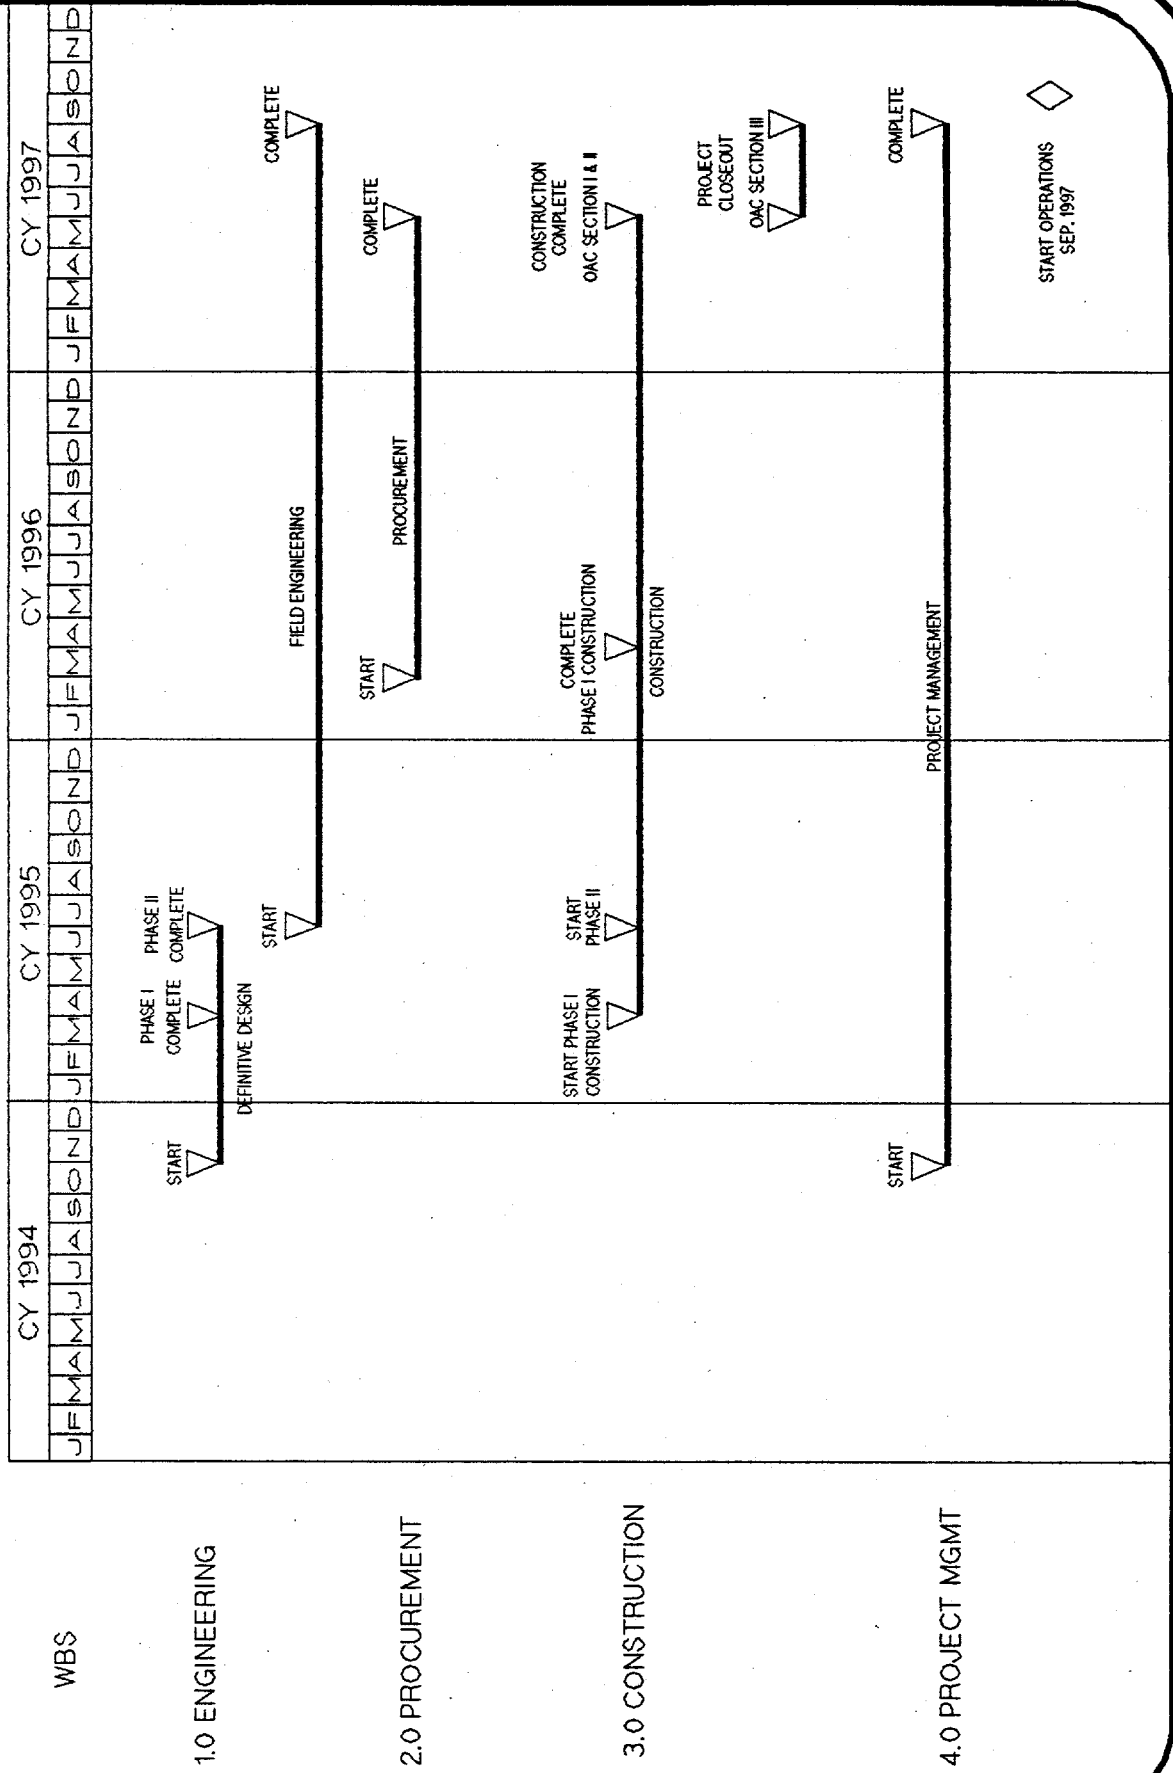 WBS
CY 1994
CY 1995
CY 1996
CY 1997
J F M A M J J A S O N D
J F M A M J J A S O N D
J F M A M J J A S O N D
J F M A M J J A S O N D
1.0 ENGINEERING
START
PHASE I
COMPLETE
PHASE II
COMPLETE
DEFINITIVE DESIGN
START
FIELD ENGINEERING
COMPLETE
2.0 PROCUREMENT
START
PROCUREMENT
COMPLETE
3.0 CONSTRUCTION
START PHASE I
CONSTRUCTION
START
PHASE II
COMPLETE
PHASE I CONSTRUCTION
CONSTRUCTION
CONSTRUCTION
COMPLETE
OAC SECTION I & II
PROJECT
CLOSEOUT
OAC SECTION III
4.0 PROJECT MGMT
START
PROJECT MANAGEMENT
COMPLETE
START OPERATIONS
SEP. 1997